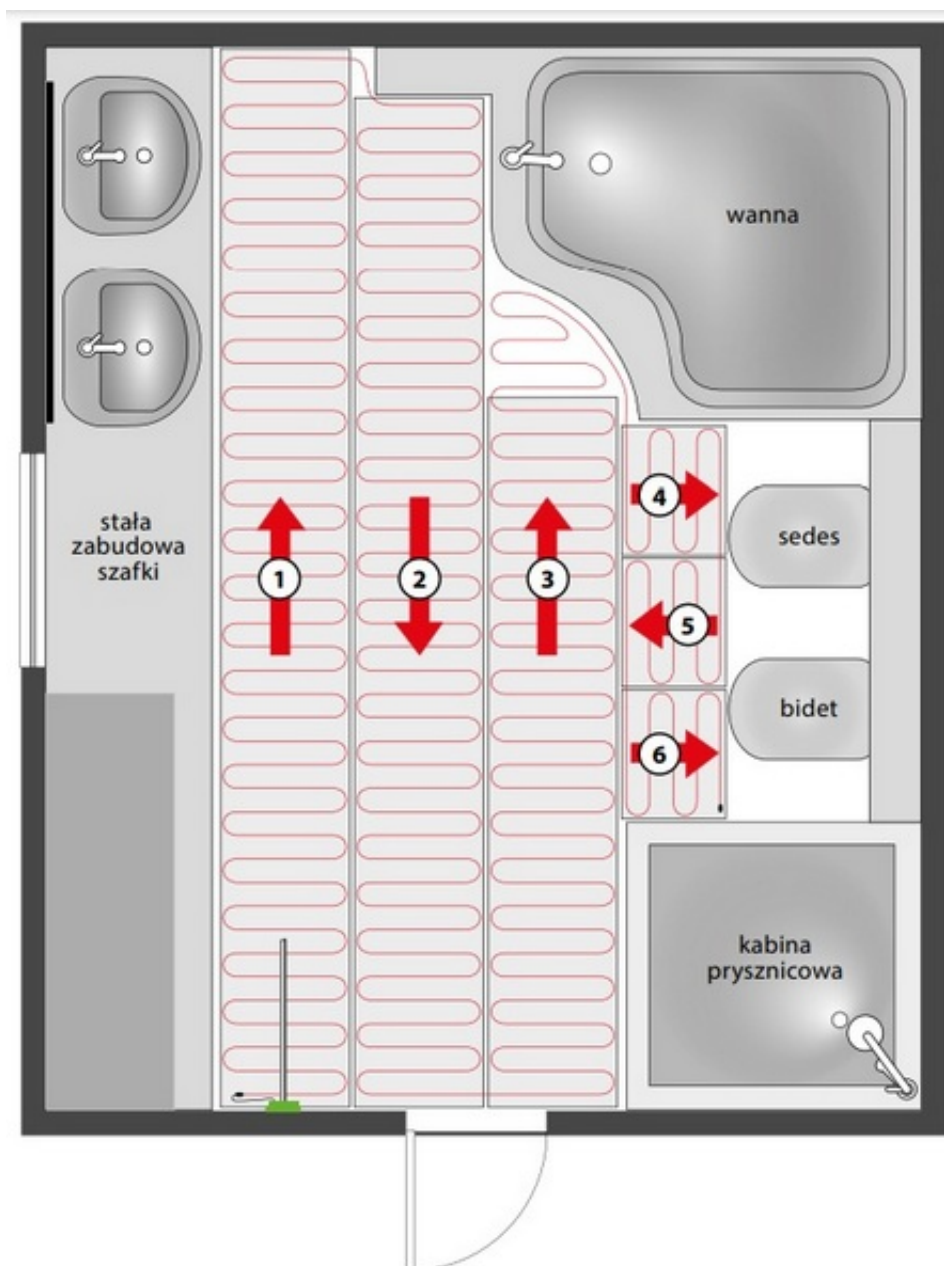 wanna
stała
zabudowa
szafki
1
2
3
4
5
6
sedes
bidet
kabina
prysznicowa